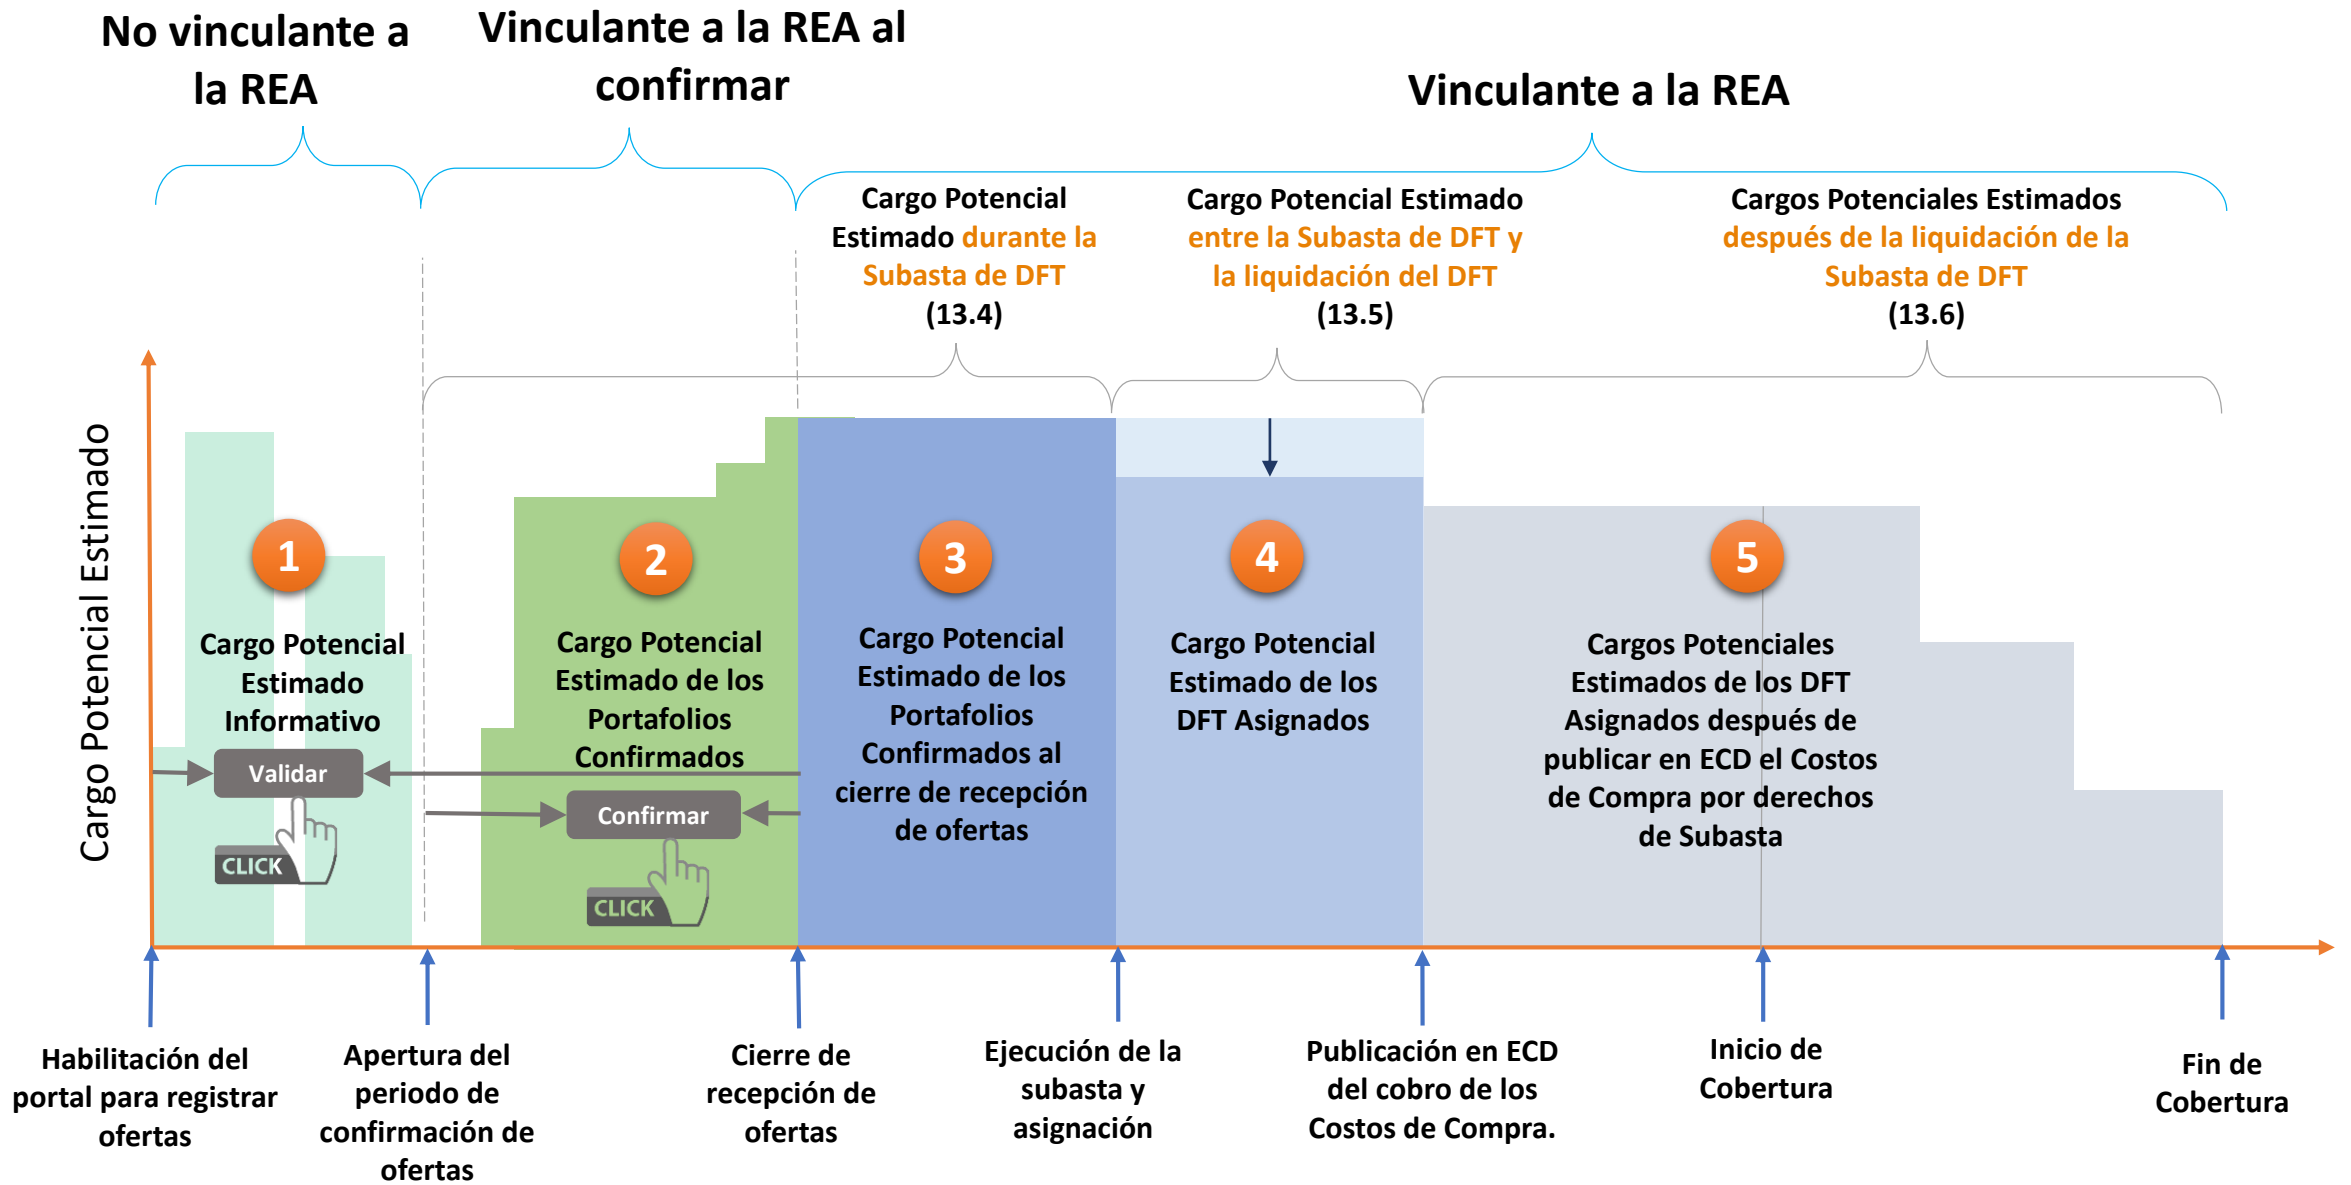 No vinculante a
la REA
Vinculante a la REA al
confirmar
Vinculante a la REA
Cargo Potencial
Estimado durante la
Subasta de DFT
(13.4)
Cargo Potencial Estimado
entre la Subasta de DFT y
la liquidación del DFT
(13.5)
Cargos Potenciales Estimados
después de la liquidación de la
Subasta de DFT
(13.6)
Cargo Potencial Estimado
1
Cargo Potencial
Estimado
Informativo
Validar
CLICK
2
Cargo Potencial
Estimado de los
Portafolios
Confirmados
Confirmar
CLICK
3
Cargo Potencial
Estimado de los
Portafolios
Confirmados al
cierre de recepción
de ofertas
4
Cargo Potencial
Estimado de los
DFT Asignados
5
Cargos Potenciales
Estimados de los DFT
Asignados después de
publicar en ECD el Costos
de Compra por derechos
de Subasta
Habilitación del
portal para registrar
ofertas
Apertura del
periodo de
confirmación de
ofertas
Cierre de
recepción de
ofertas
Ejecución de la
subasta y
asignación
Publicación en ECD
del cobro de los
Costos de Compra.
Inicio de
Cobertura
Fin de
Cobertura